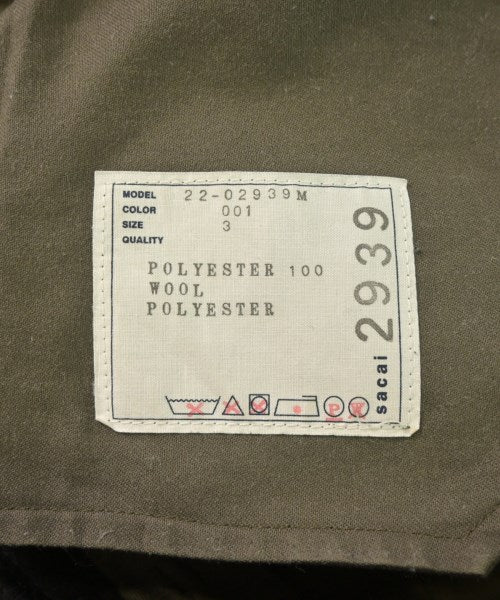 MODEL 22-02939M
COLOR 001
SIZE 3
QUALITY
POLYESTER 100
WOOL
POLYESTER
sacai 2939
P W